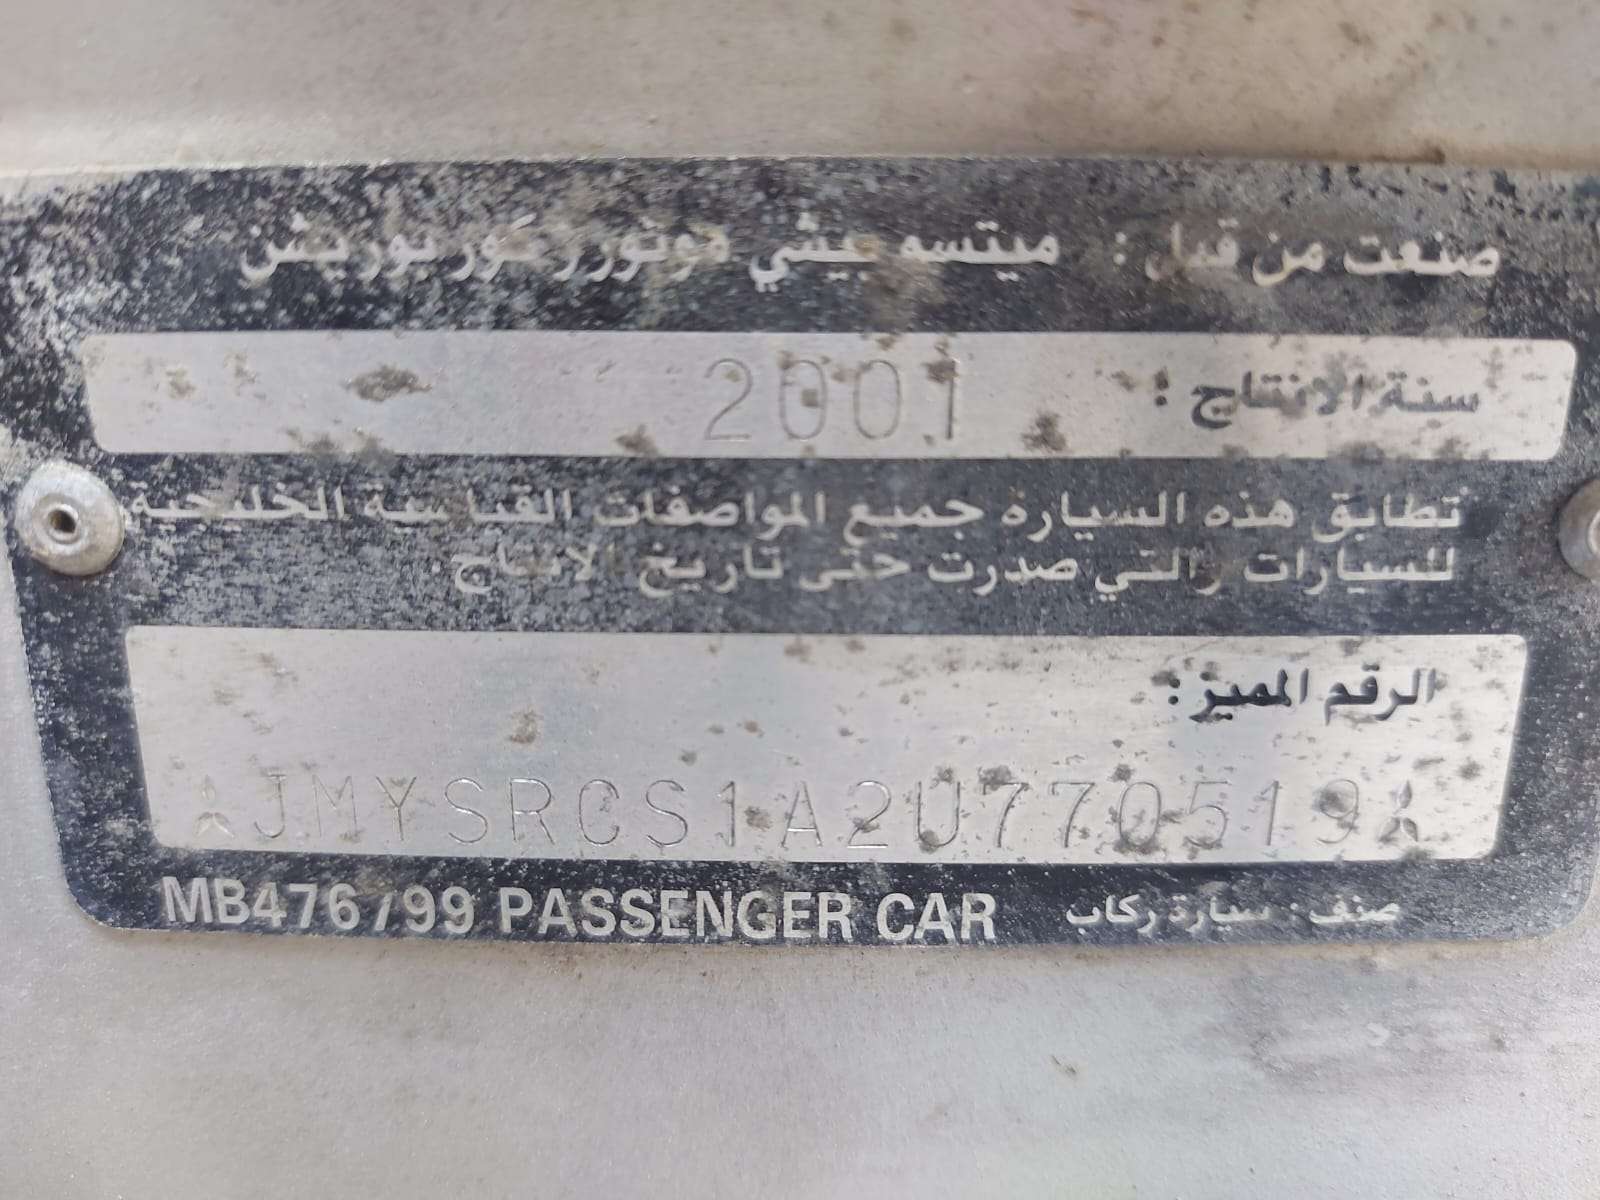 صنعت من قبل : ميتسوبيشي موتورز كوربوريشن
سنة الانتاج : 2001
تطابق هذه السيارة جميع المواصفات القياسية الخليجية
للسيارات والتي صدرت حتى تاريخ الانتاج.
الرقم المميز :
JMYSRCS1A2U770519
MB476799 PASSENGER CAR صنف : سيارة ركاب